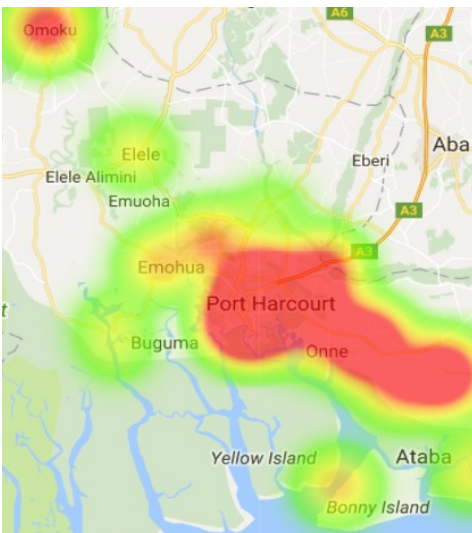 A6
Omoku
A3
Aba
Elele
Eberi
Elele Alimini
Emuoha
A3
A3
Emohua
Port Harcourt
Buguma
Onne
Yellow Island
Ataba
Bonny Island